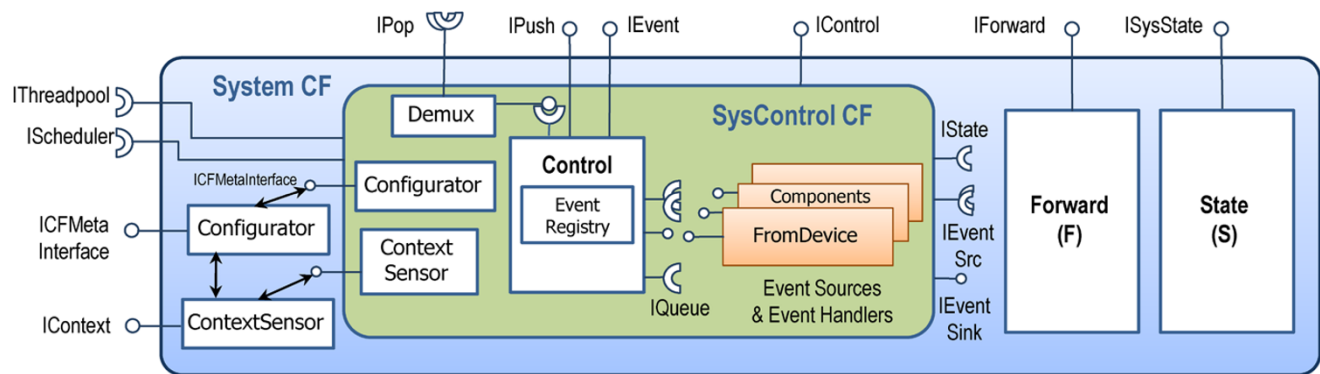 IPop
IPush
IEvent
IControl
IForward
ISysState
System CF
IThreadpool
IScheduler
Demux
SysControl CF
IState
ICFMetaInterface
Configurator
Control
Event
Registry
Components
FromDevice
Forward
(F)
State
(S)
ICFMeta
Interface
Configurator
Context
Sensor
IEvent
Src
IContext
ContextSensor
IQueue
Event Sources
& Event Handlers
IEvent
Sink